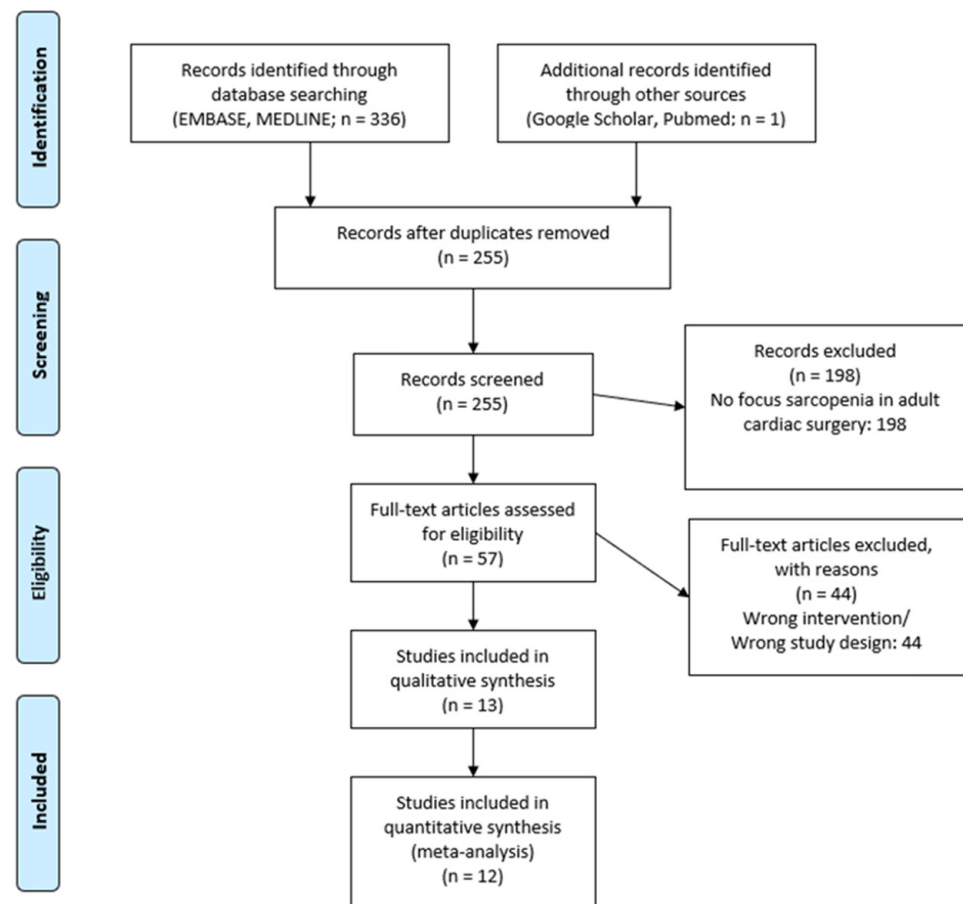 Identification
Records identified through
database searching
(EMBASE, MEDLINE; n = 336)
Additional records identified
through other sources
(Google Scholar, Pubmed; n = 1)
Records after duplicates removed
(n = 255)
Screening
Records screened
(n = 255)
Records excluded
(n = 198)
No focus sarcopenia in adult
cardiac surgery: 198
Eligibility
Full-text articles assessed
for eligibility
(n = 57)
Full-text articles excluded,
with reasons
(n = 44)
Wrong intervention/
Wrong study design: 44
Studies included in
qualitative synthesis
(n = 13)
Included
Studies included in
quantitative synthesis
(meta-analysis)
(n = 12)